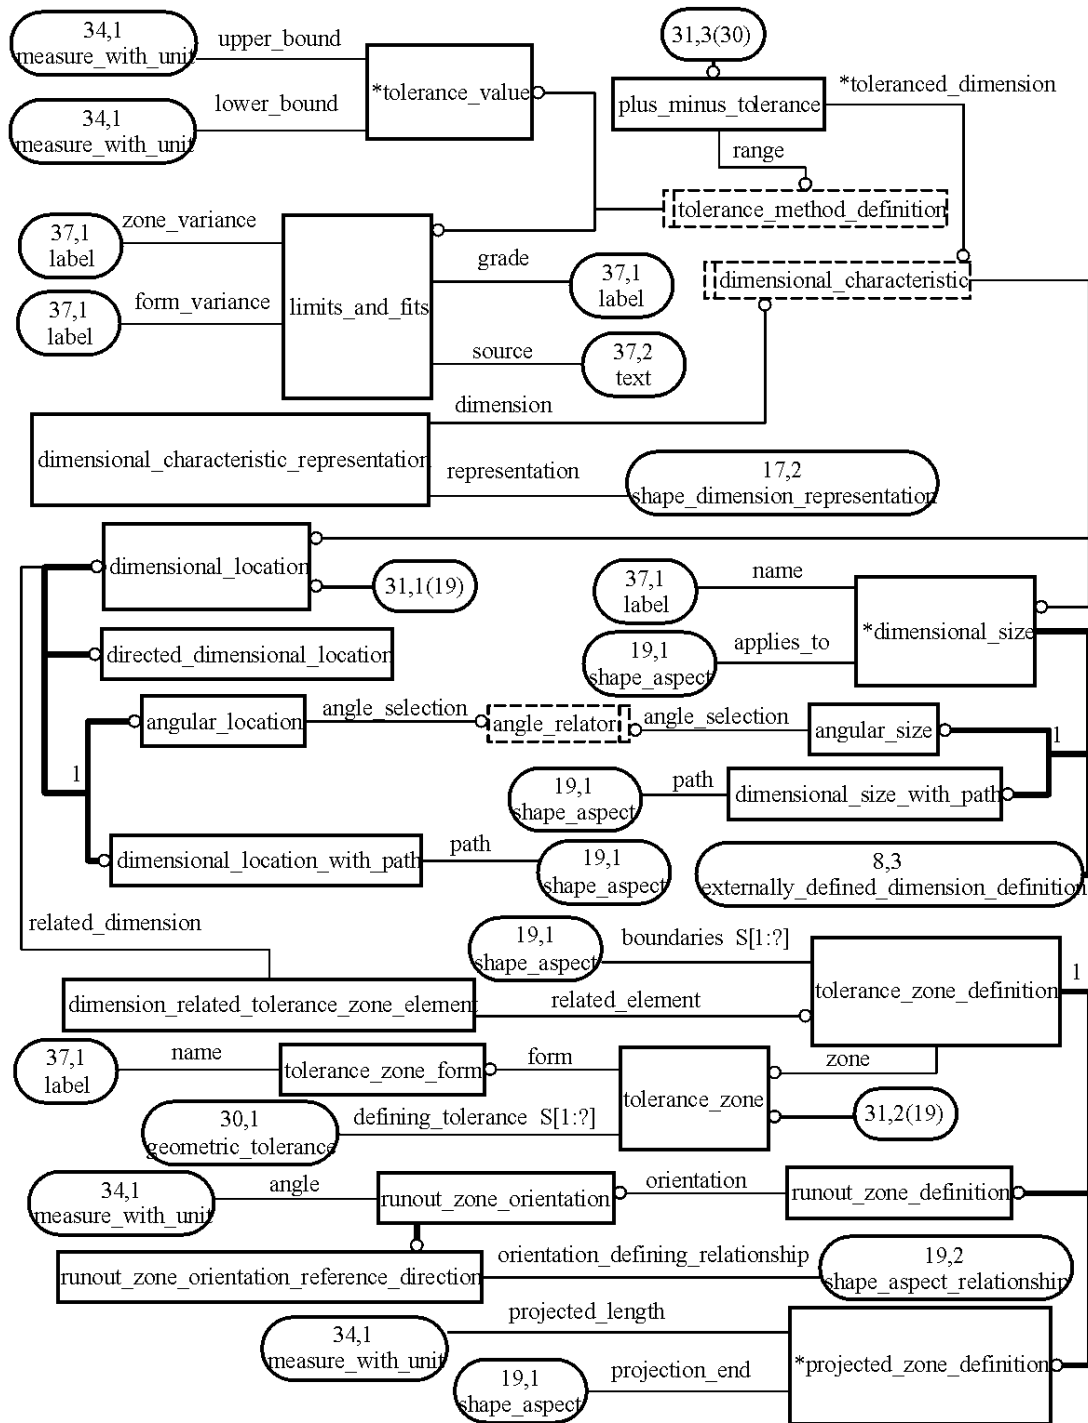 34,1
measure_with_unit
upper_bound
34,1
measure_with_unit
lower_bound
*tolerance_value
31,3(30)
plus_minus_tolerance
*toleranced_dimension
range
tolerance_method_definition
37,1
label
zone_variance
37,1
label
form_variance
limits_and_fits
grade
37,1
label
source
37,2
text
dimensional_characteristic
dimension
dimensional_characteristic_representation
representation
17,2
shape_dimension_representation
dimensional_location
31,1(19)
37,1
label
name
*dimensional_size
19,1
shape_aspect
applies_to
directed_dimensional_location
angular_location
angle_selection
angle_relator
angle_selection
angular_size
1
1
19,1
shape_aspect
path
dimensional_size_with_path
dimensional_location_with_path
path
19,1
shape_aspect
8,3
externally_defined_dimension_definition
related_dimension
19,1
shape_aspect
boundaries S[1:?]
tolerance_zone_definition
1
dimension_related_tolerance_zone_element
related_element
37,1
label
name
tolerance_zone_form
form
tolerance_zone
zone
31,2(19)
30,1
geometric_tolerance
defining_tolerance S[1:?]
34,1
measure_with_unit
angle
runout_zone_orientation
orientation
runout_zone_definition
runout_zone_orientation_reference_direction
orientation_defining_relationship
19,2
shape_aspect_relationship
34,1
measure_with_unit
projected_length
19,1
shape_aspect
projection_end
*projected_zone_definition